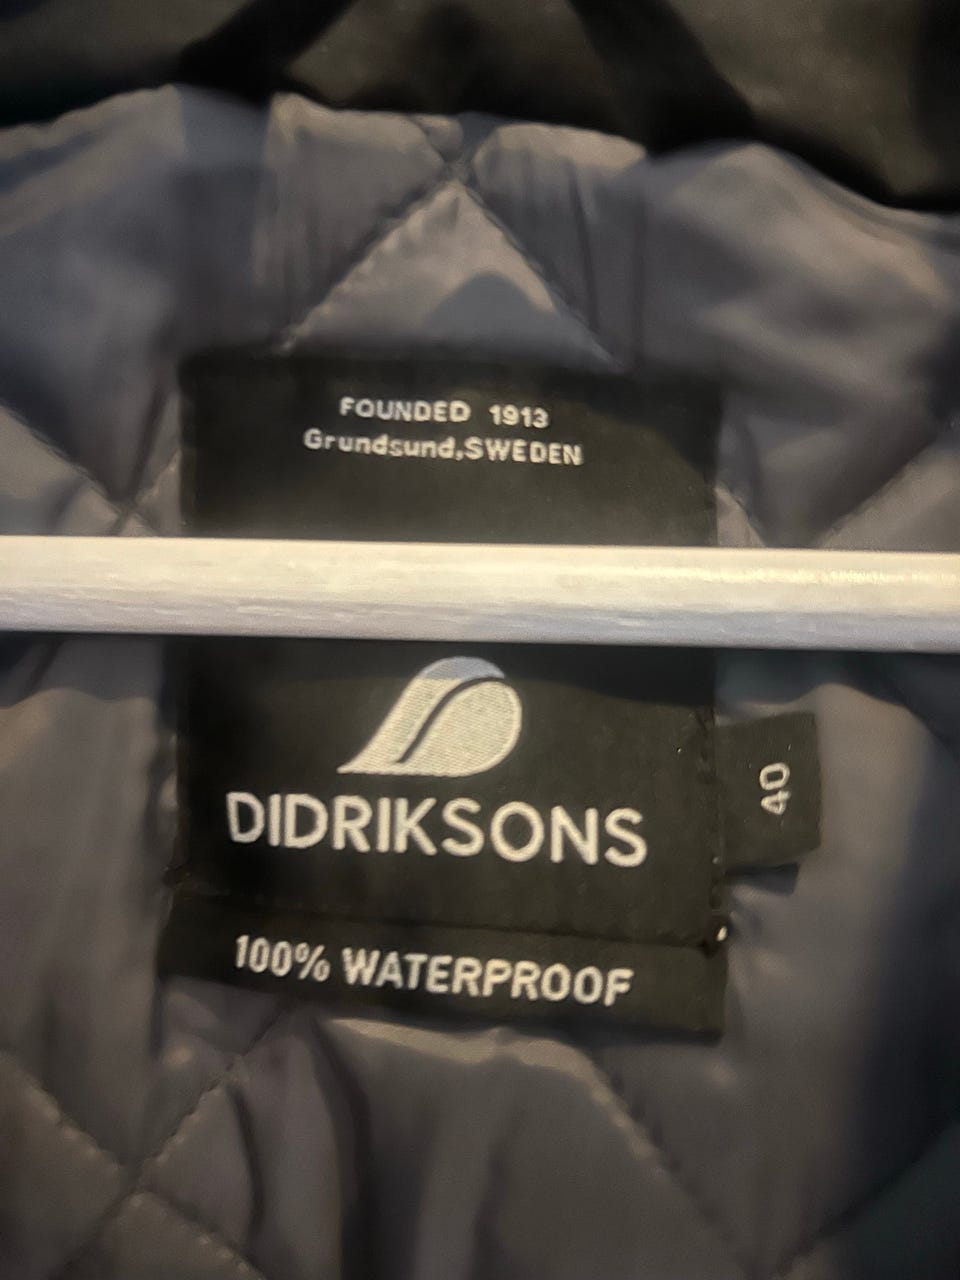 FOUNDED 1913
Grundsund,SWEDEN
DIDRIKSONS
40
100% WATERPROOF